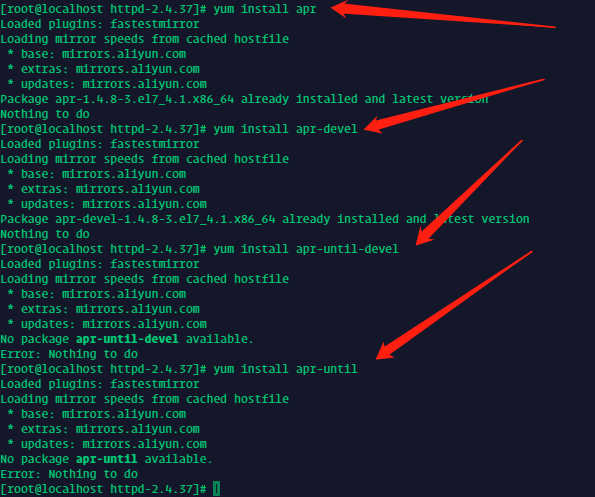 [root@localhost httpd-2.4.37]# yum install apr
Loaded plugins: fastestmirror
Loading mirror speeds from cached hostfile
 * base: mirrors.aliyun.com
 * extras: mirrors.aliyun.com
 * updates: mirrors.aliyun.com
Package apr-1.4.8-3.el7_4.1.x86_64 already installed and latest version
Nothing to do
[root@localhost httpd-2.4.37]# yum install apr-devel
Loaded plugins: fastestmirror
Loading mirror speeds from cached hostfile
 * base: mirrors.aliyun.com
 * extras: mirrors.aliyun.com
 * updates: mirrors.aliyun.com
Package apr-devel-1.4.8-3.el7_4.1.x86_64 already installed and latest version
Nothing to do
[root@localhost httpd-2.4.37]# yum install apr-until-devel
Loaded plugins: fastestmirror
Loading mirror speeds from cached hostfile
 * base: mirrors.aliyun.com
 * extras: mirrors.aliyun.com
 * updates: mirrors.aliyun.com
No package apr-until-devel available.
Error: Nothing to do
[root@localhost httpd-2.4.37]# yum install apr-until
Loaded plugins: fastestmirror
Loading mirror speeds from cached hostfile
 * base: mirrors.aliyun.com
 * extras: mirrors.aliyun.com
 * updates: mirrors.aliyun.com
No package apr-until available.
Error: Nothing to do
[root@localhost httpd-2.4.37]#